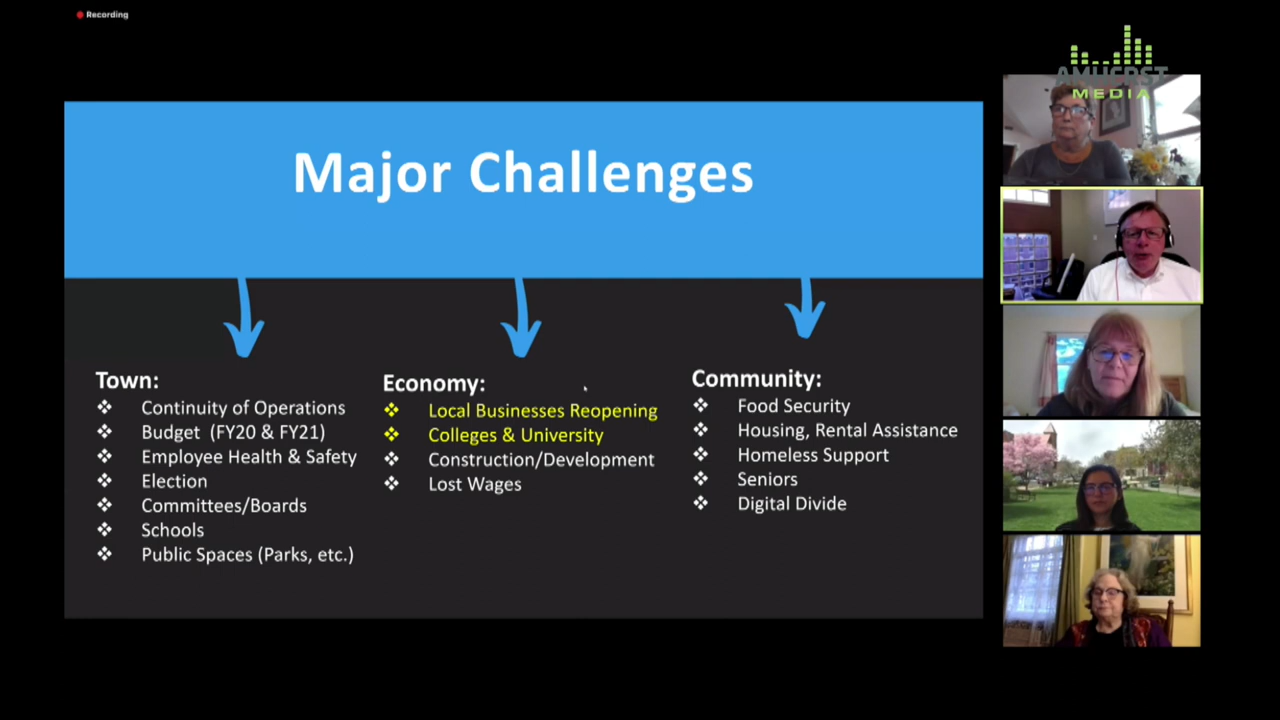 Recording
AMHERST
MEDIA
Major Challenges
Town:
❖ Continuity of Operations
❖ Budget (FY20 & FY21)
❖ Employee Health & Safety
❖ Election
❖ Committees/Boards
❖ Schools
❖ Public Spaces (Parks, etc.)
Economy:
❖ Local Businesses Reopening
❖ Colleges & University
❖ Construction/Development
❖ Lost Wages
Community:
❖ Food Security
❖ Housing, Rental Assistance
❖ Homeless Support
❖ Seniors
❖ Digital Divide